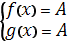 f(x) = A
g(x) = A